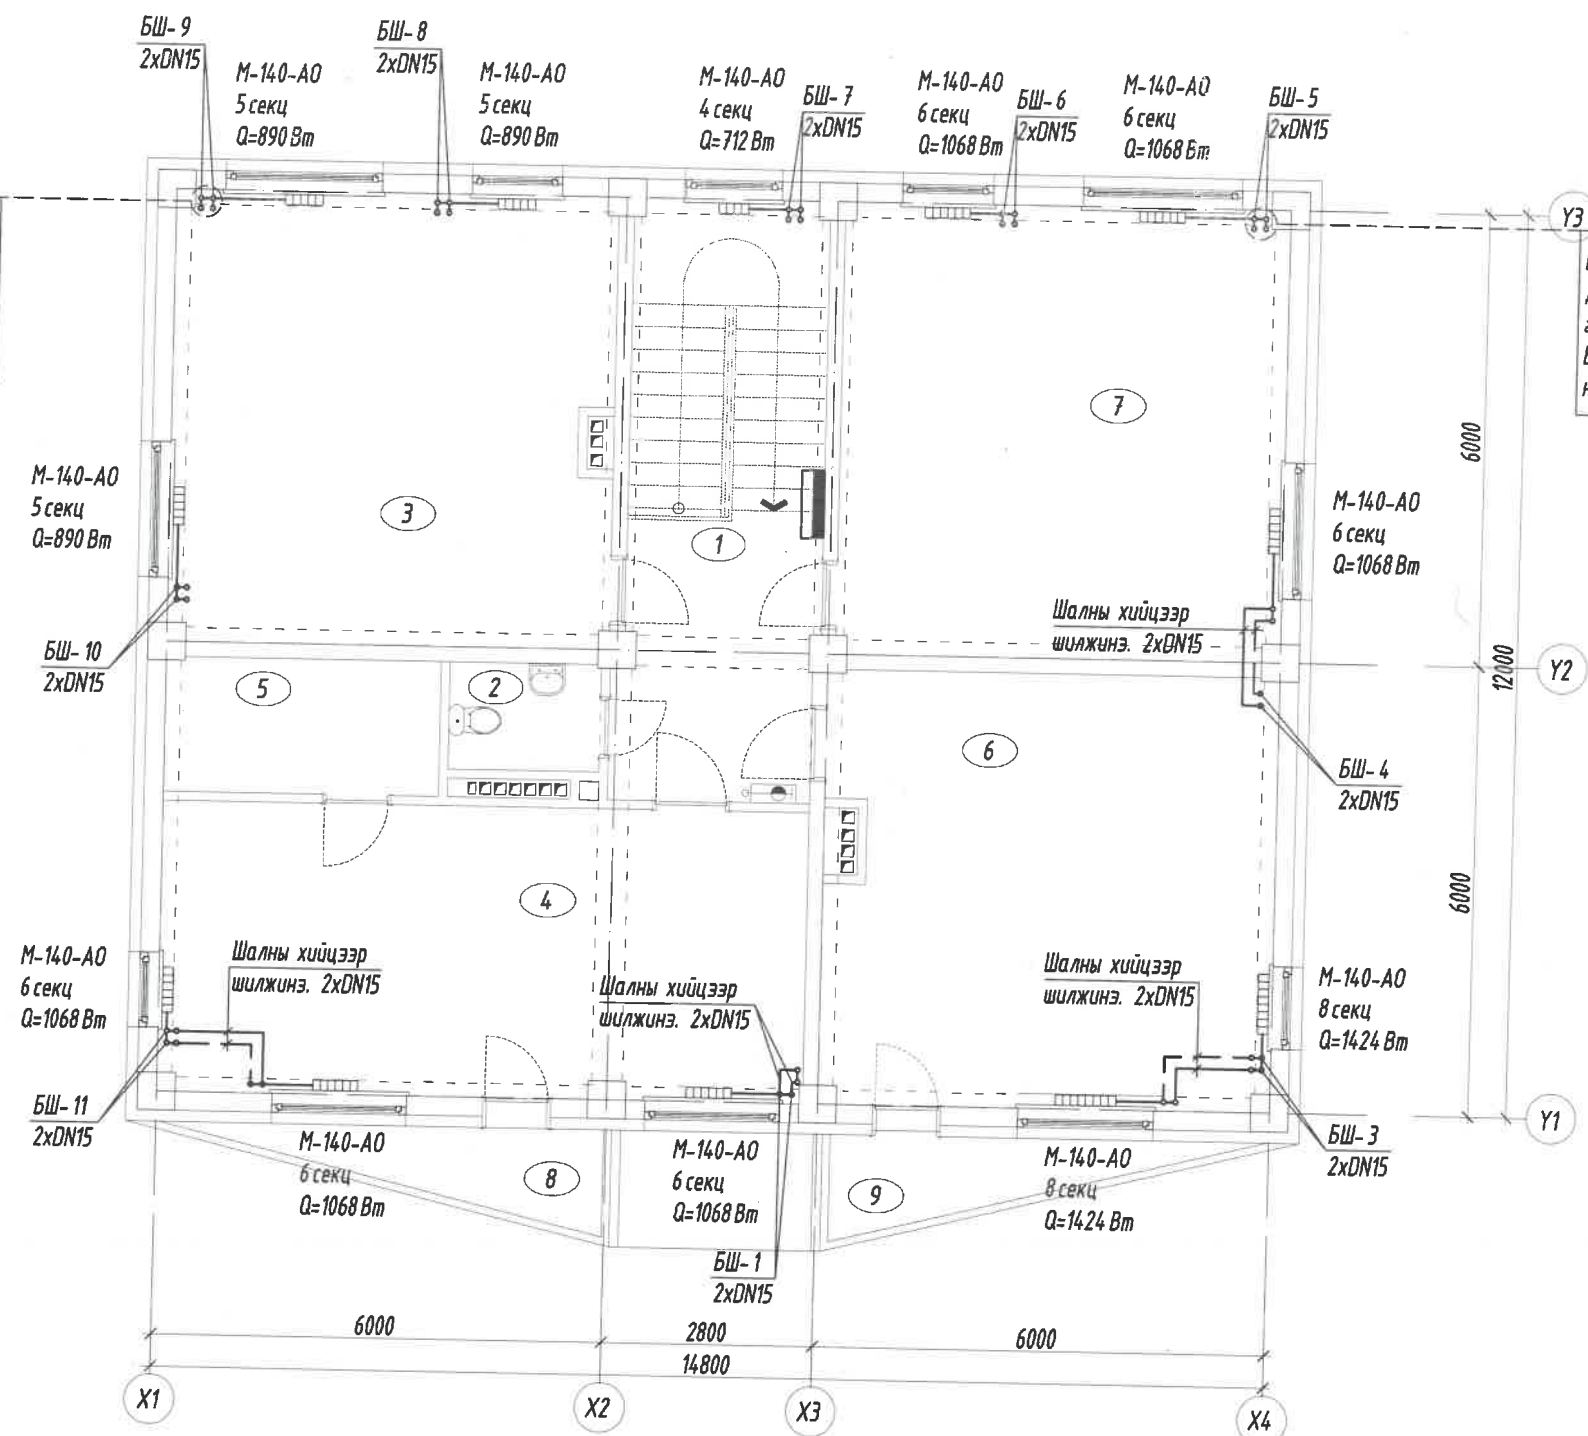 БШ-9
2xDN15
М-140-АО
5 секц
Q=890 Вт
БШ-8
2xDN15
М-140-АО
5 секц
Q=890 Вт
М-140-АО
4 секц
Q=712 Вт
БШ-7
2xDN15
М-140-АО
6 секц
Q=1068 Вт
БШ-6
2xDN15
М-140-АО
6 секц
Q=1068 Вт
БШ-5
2xDN15
Y3
7
6000
М-140-АО
5 секц
Q=890 Вт
3
1
М-140-АО
6 секц
Q=1068 Вт
Шалны хийцээр
шилжинэ. 2xDN15
БШ-10
2xDN15
5
2
12000
Y2
6
БШ-4
2xDN15
4
6000
М-140-АО
6 секц
Q=1068 Вт
Шалны хийцээр
шилжинэ. 2xDN15
Шалны хийцээр
шилжинэ. 2xDN15
Шалны хийцээр
шилжинэ. 2xDN15
М-140-АО
8 секц
Q=1424 Вт
БШ-11
2xDN15
Y1
БШ-3
2xDN15
М-140-АО
6 секц
Q=1068 Вт
8
М-140-АО
6 секц
Q=1068 Вт
9
М-140-АО
8 секц
Q=1424 Вт
БШ-1
2xDN15
6000
2800
6000
14800
X1
X2
X3
X4